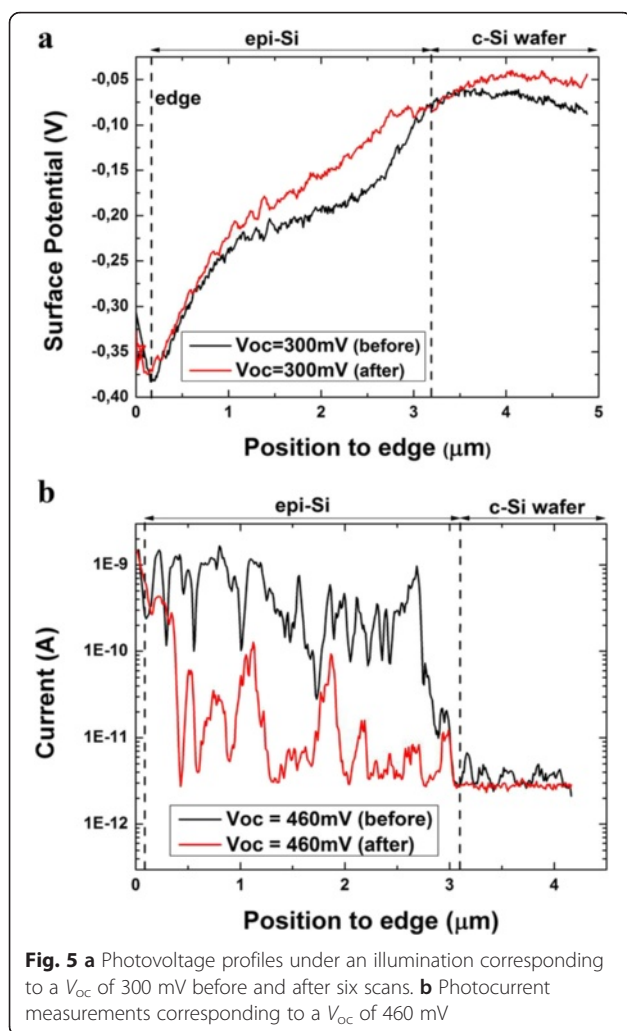 a
epi-Si
c-Si wafer
-0,05
-0,10
-0,15
-0,20
-0,25
-0,30
-0,35
-0,40
Surface Potential (V)
edge
Voc=300mV (before)
Voc=300mV (after)
0
1
2
3
4
5
Position to edge (μm)
b
epi-Si
c-Si wafer
1E-9
1E-10
1E-11
1E-12
Current (A)
Voc = 460mV (before)
Voc = 460mV (after)
0
1
2
3
4
Position to edge (μm)
Fig. 5 a Photovoltage profiles under an illumination corresponding
to a Voc of 300 mV before and after six scans. b Photocurrent
measurements corresponding to a Voc of 460 mV